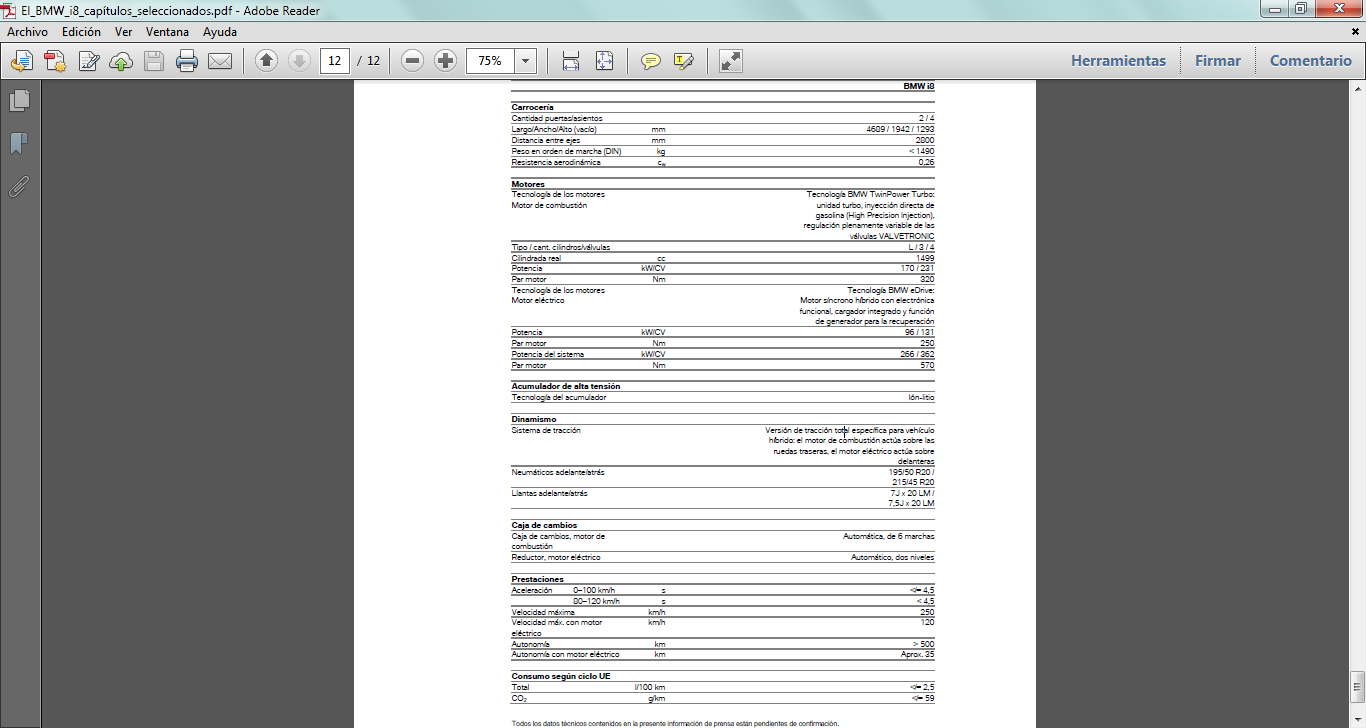 El_BMW_i8_capítulos_seleccionados.pdf - Adobe Reader
Archivo Edición Ver Ventana Ayuda
12 / 12 75% Herramientas Firmar Comentario
BMW i8
Carrocería
Cantidad puertas/asientos 2 / 4
Largo/Ancho/Alto (vacío) mm 4689 / 1942 / 1293
Distancia entre ejes mm 2800
Peso en orden de marcha (DIN) kg < 1490
Resistencia aerodinámica cw 0,26
Motores
Tecnología de los motores Tecnología BMW TwinPower Turbo:
Motor de combustión unidad turbo, inyección directa de
gasolina (High Precision Injection),
regulación plenamente variable de las
válvulas VALVETRONIC
Tipo / cant. cilindros/válvulas L / 3 / 4
Cilindrada real cc 1499
Potencia kW/CV 170 / 231
Par motor Nm 320
Tecnología de los motores Tecnología BMW eDrive:
Motor eléctrico Motor síncrono híbrido con electrónica
funcional, cargador integrado y función
de generador para la recuperación
Potencia kW/CV 96 / 131
Par motor Nm 250
Potencia del sistema kW/CV 266 / 362
Par motor Nm 570
Acumulador de alta tensión
Tecnología del acumulador Ión-litio
Dinamismo
Sistema de tracción Versión de tracción total específica para vehículo
híbrido: el motor de combustión actúa sobre las
ruedas traseras, el motor eléctrico actúa sobre
delanteras
Neumáticos adelante/atrás 195/50 R20 /
215/45 R20
Llantas adelante/atrás 7J x 20 LM /
7,5J x 20 LM
Caja de cambios
Caja de cambios, motor de Automática, de 6 marchas
combustión
Reductor, motor eléctrico Automático, dos niveles
Prestaciones
Aceleración 0–100 km/h s </= 4,5
80–120 km/h s < 4,5
Velocidad máxima km/h 250
Velocidad máx. con motor km/h 120
eléctrico
Autonomía km > 500
Autonomía con motor eléctrico km Aprox. 35
Consumo según ciclo UE
Total l/100 km </= 2,5
CO2 g/km </= 59
Todos los datos técnicos contenidos en la presente información de prensa están pendientes de confirmación.